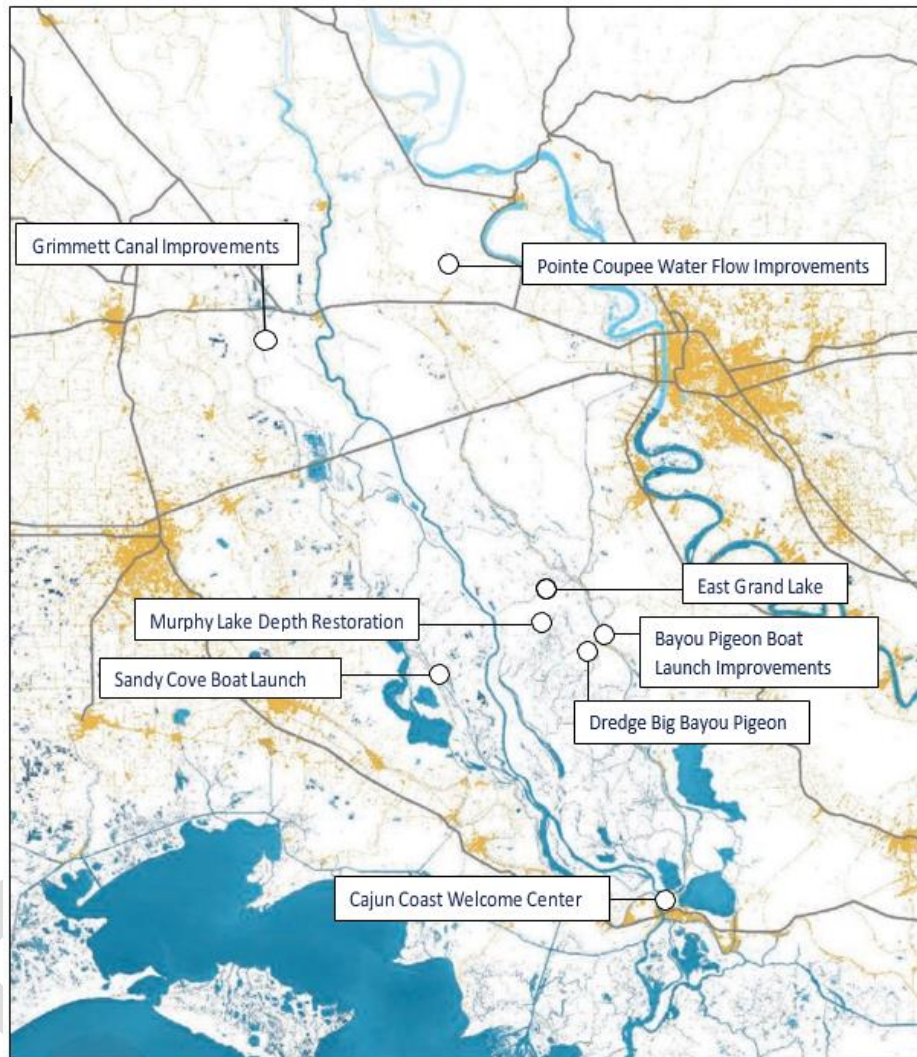 Grimmett Canal Improvements
Pointe Coupee Water Flow Improvements
East Grand Lake
Murphy Lake Depth Restoration
Bayou Pigeon Boat
Launch Improvements
Sandy Cove Boat Launch
Dredge Big Bayou Pigeon
Cajun Coast Welcome Center